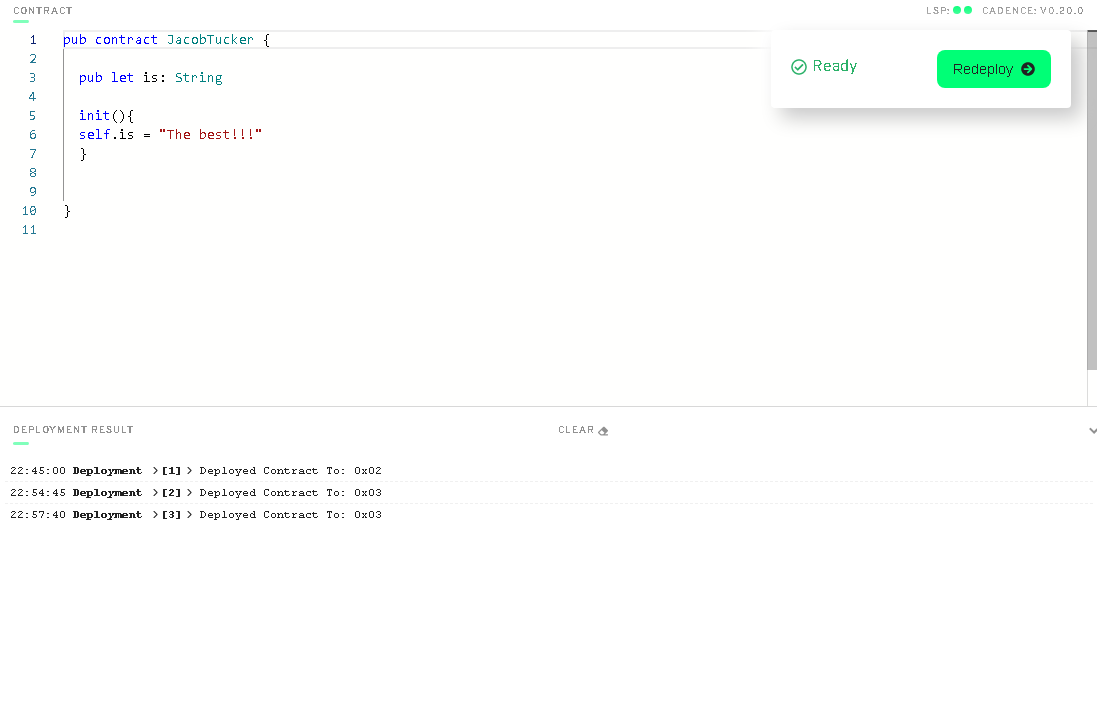 CONTRACT
LSP: CADENCE: V0.20.0
1 pub contract JacobTucker {
2
3 pub let is: String
4
5 init(){
6 self.is = "The best!!!"
7 }
8
9
10 }
11
Ready
Redeploy
DEPLOYMENT RESULT
CLEAR
22:45:00 Deployment >[1]> Deployed Contract To: 0x02
22:54:45 Deployment >[2]> Deployed Contract To: 0x03
22:57:40 Deployment >[3]> Deployed Contract To: 0x03